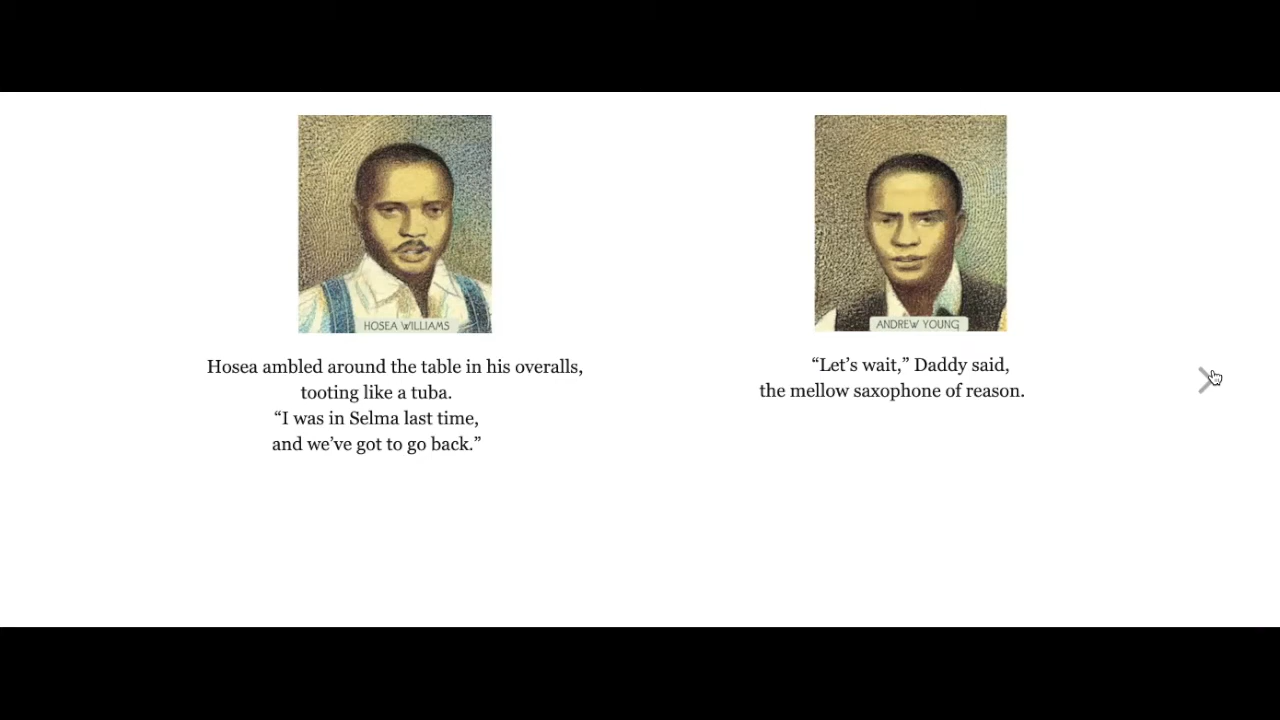 HOSEA WILLIAMS
Hosea ambled around the table in his overalls,
tooting like a tuba.
“I was in Selma last time,
and we’ve got to go back.”
ANDREW YOUNG
“Let’s wait,” Daddy said,
the mellow saxophone of reason.